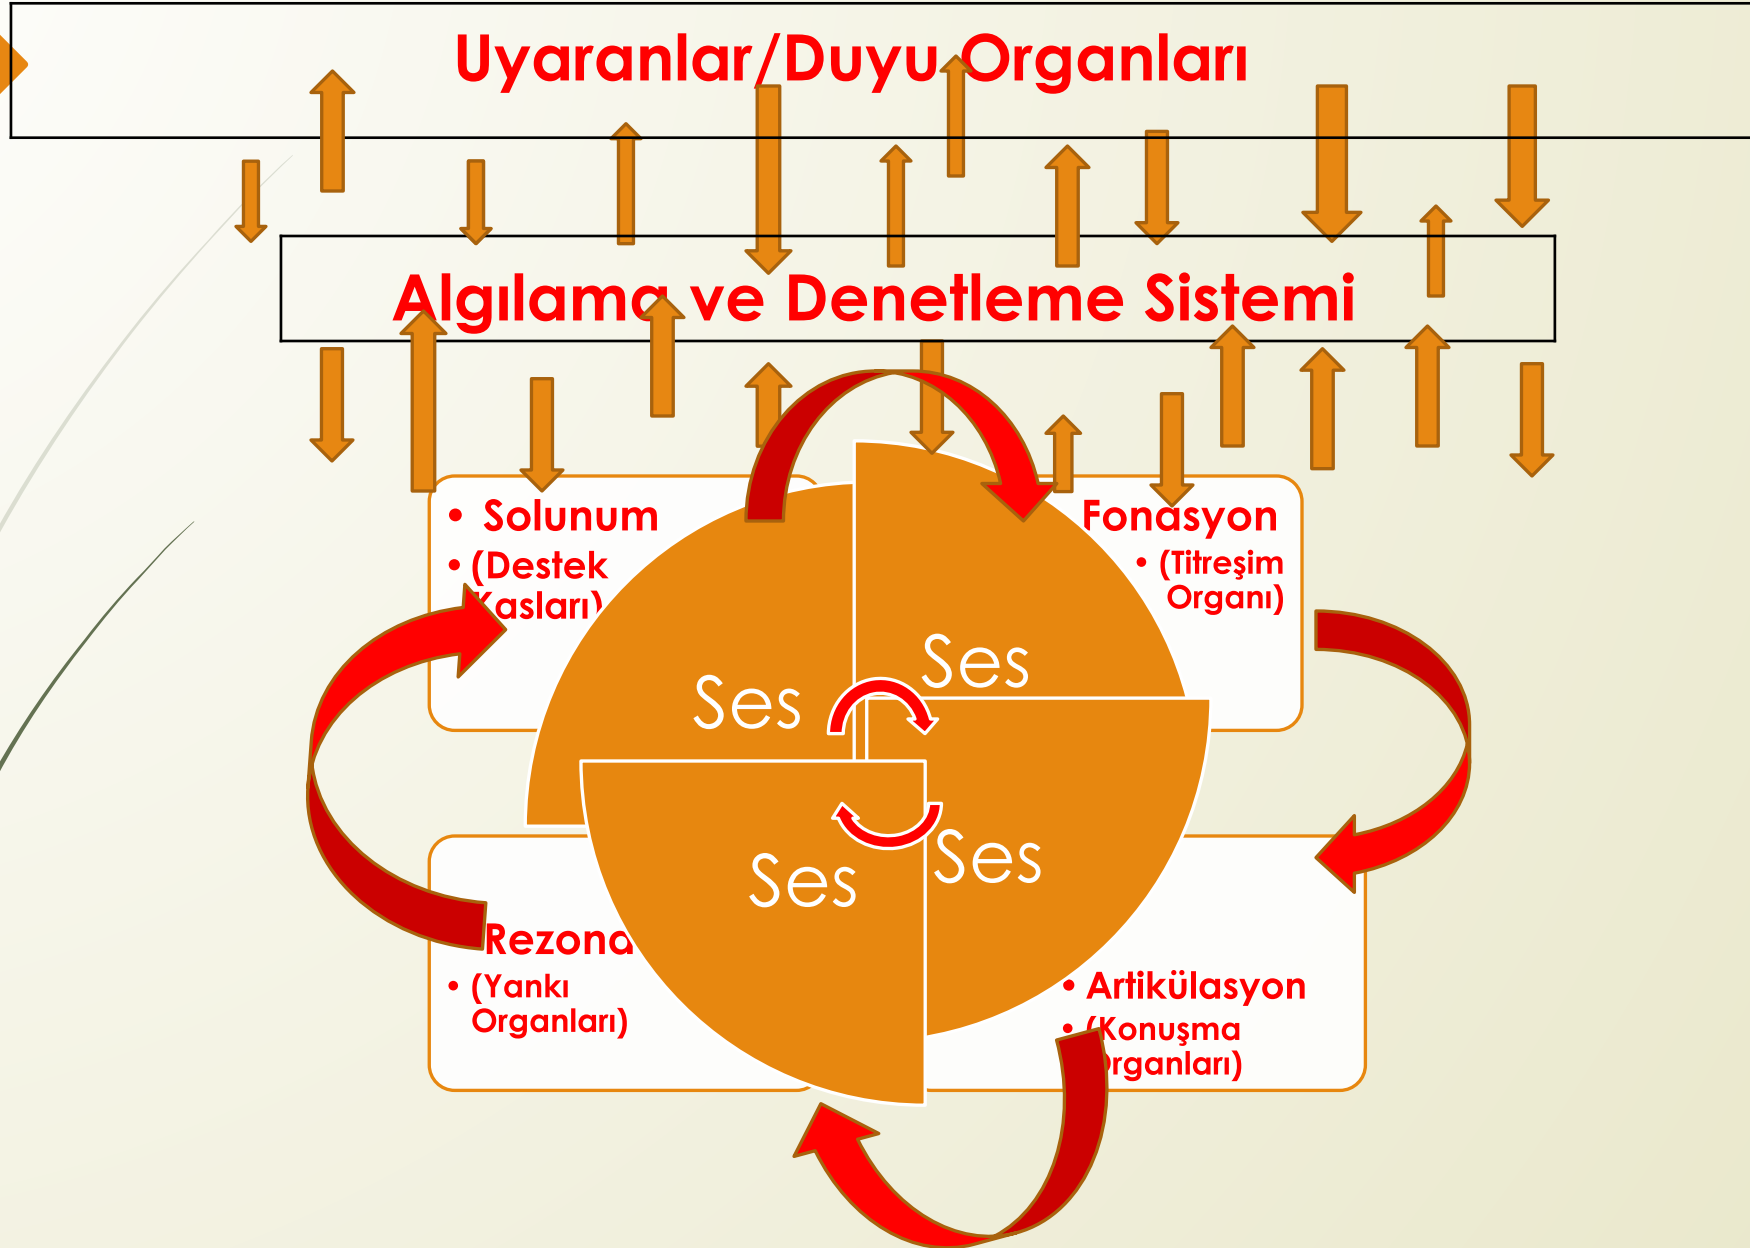 Uyaranlar/Duyu Organları
Algılama ve Denetleme Sistemi
• Solunum
• (Destek
Kasları)
Fonasyon
• (Titreşim
Organı)
Ses
Ses
Ses
Ses
Rezona
• (Yankı
Organları)
• Artikülasyon
• (Konuşma
Organları)